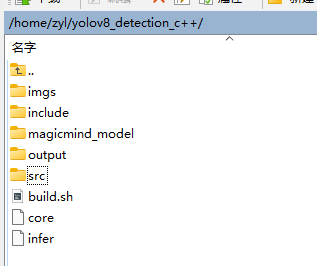 /home/zyl/yolov8_detection_c++/
名字
..
imgs
include
magicmind_model
output
src
build.sh
core
infer